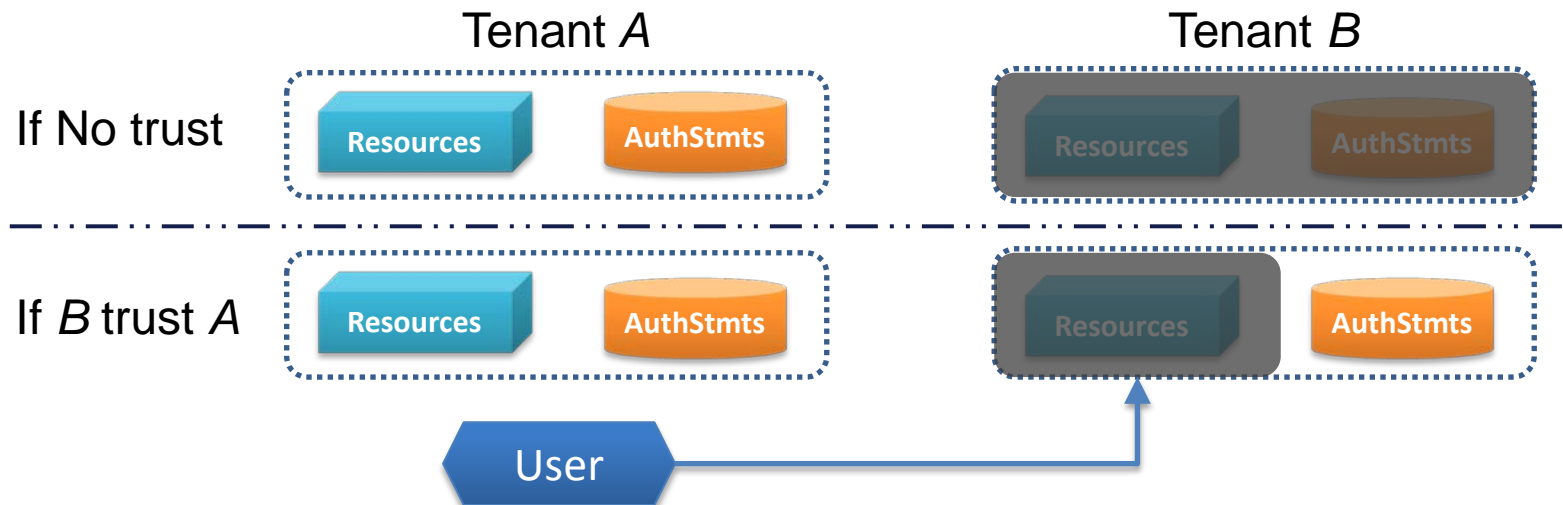 Tenant A
Tenant B
If No trust
Resources
AuthStmts
Resources
AuthStmts
If B trust A
Resources
AuthStmts
Resources
AuthStmts
User